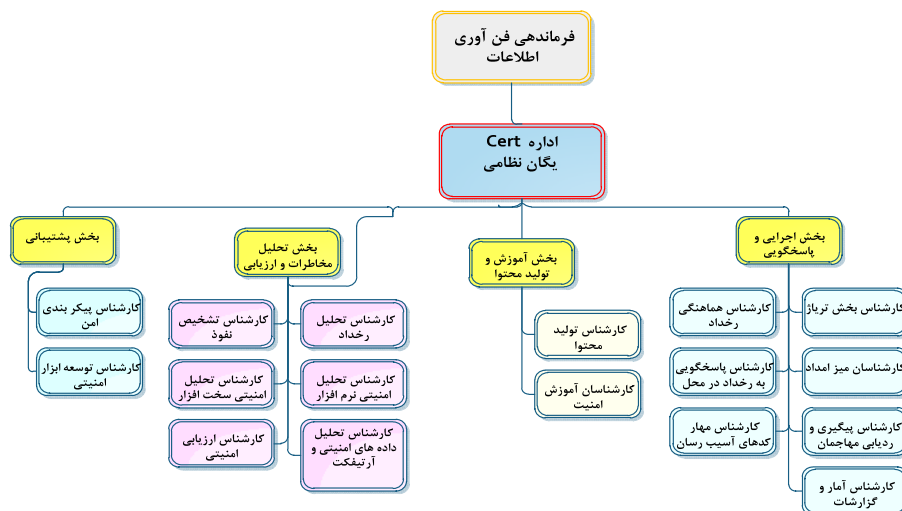 فرماندهی فن آوری
اطلاعات
اداره Cert
یگان نظامی
بخش اجرایی و
پاسخگویی
کارشناس بخش تریاژ
کارشناس هماهنگی
رخداد
کارشناسان میز امداد
کارشناس پاسخگویی
به رخداد در محل
کارشناس پیگیری و
ردیابی مهاجمان
کارشناس مهار
کدهای آسیب رسان
کارشناس آمار و
گزارشات
بخش آموزش و
تولید محتوا
کارشناس تولید
محتوا
کارشناسان آموزش
امنیت
بخش تحلیل
مخاطرات و ارزیابی
کارشناس تحلیل
رخداد
کارشناس تشخیص
نفوذ
کارشناس تحلیل
امنیتی نرم افزار
کارشناس تحلیل
امنیتی سخت افزار
کارشناس تحلیل
داده های امنیتی و
آرتیفکت
کارشناس ارزیابی
امنیتی
بخش پشتیبانی
کارشناس پیکر بندی
امن
کارشناس توسعه ابزار
امنیتی